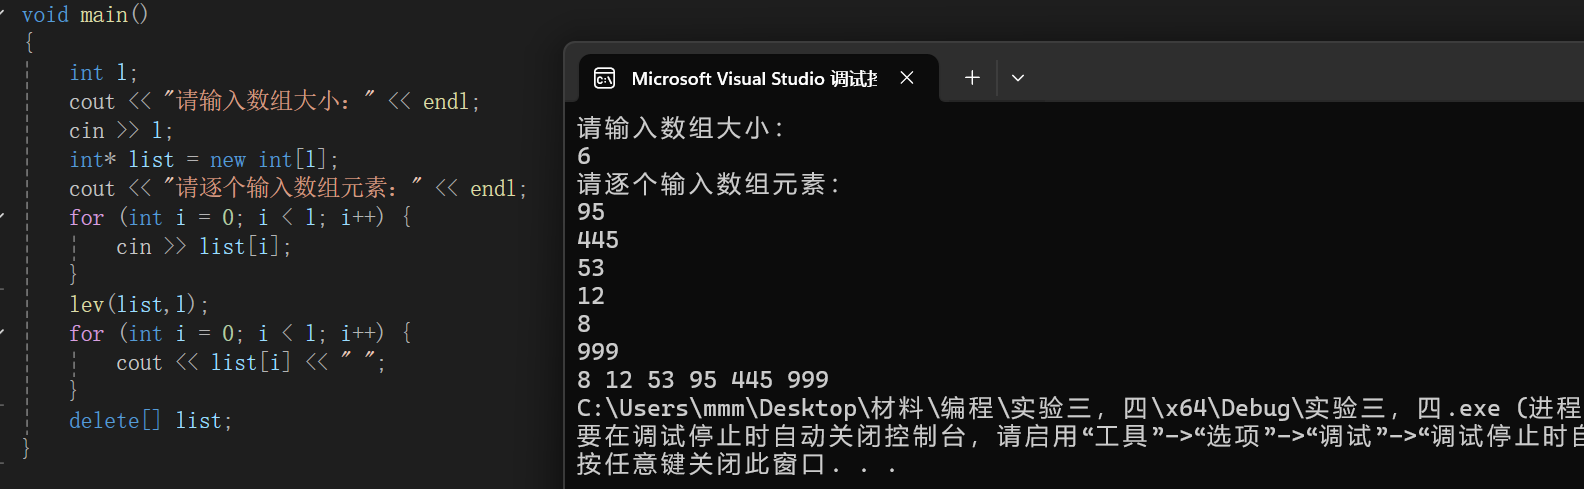 void main()
{
int l;
cout << "请输入数组大小：" << endl;
cin >> l;
int* list = new int[l];
cout << "请逐个输入数组元素：" << endl;
for (int i = 0; i < l; i++) {
cin >> list[i];
}
lev(list,l);
for (int i = 0; i < l; i++) {
cout << list[i] << " ";
}
delete[] list;
}
Microsoft Visual Studio 调试
请输入数组大小：
6
请逐个输入数组元素：
95
445
53
12
8
999
8 12 53 95 445 999
C:\Users\mmm\Desktop\材料\编程\实验三，四\x64\Debug\实验三，四.exe (进程
要在调试停止时自动关闭控制台，请启用“工具”->“选项”->“调试”->“调试停止时自
按任意键关闭此窗口. . .